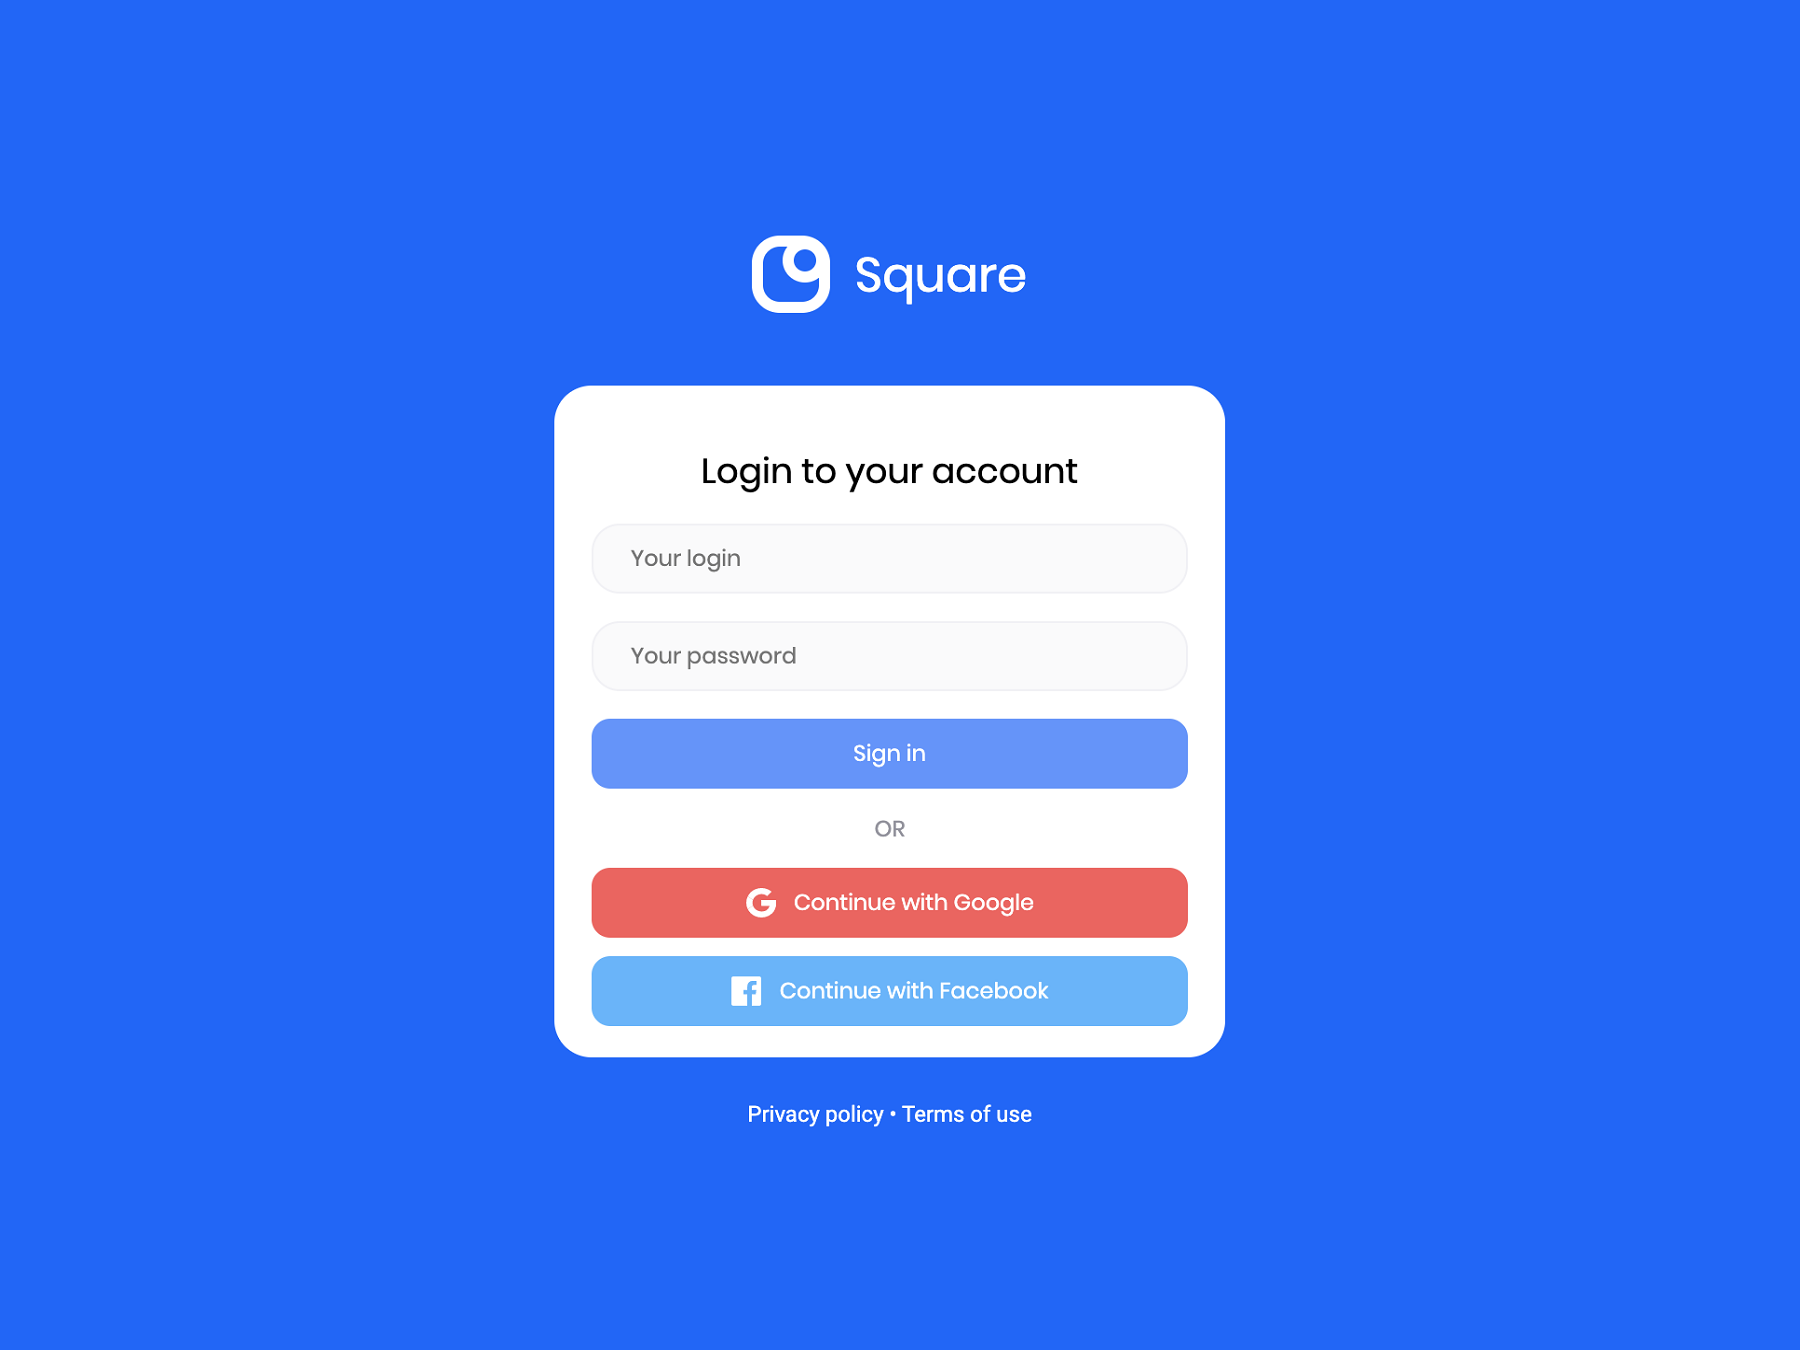 Square
Login to your account
Your login
Your password
Sign in
OR
Continue with Google
Continue with Facebook
Privacy policy • Terms of use